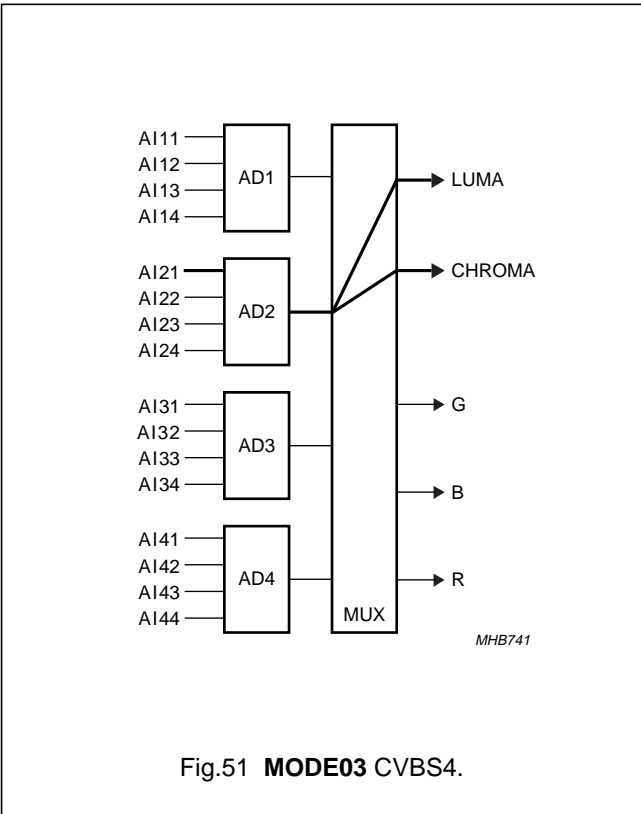 AI11
AI12
AI13
AI14
AD1
AI21
AI22
AI23
AI24
AD2
AI31
AI32
AI33
AI34
AD3
AI41
AI42
AI43
AI44
AD4
MUX
LUMA
CHROMA
G
B
R
MHB741
Fig.51 MODE03 CVBS4.